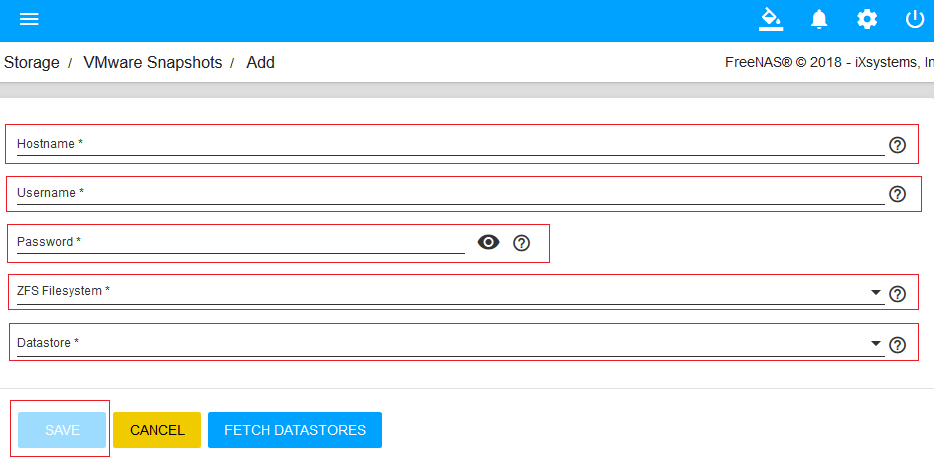 Storage / VMware Snapshots / Add
FreeNAS® © 2018 - iXsystems, In
Hostname *
Username *
Password *
ZFS Filesystem *
Datastore *
SAVE CANCEL FETCH DATASTORES